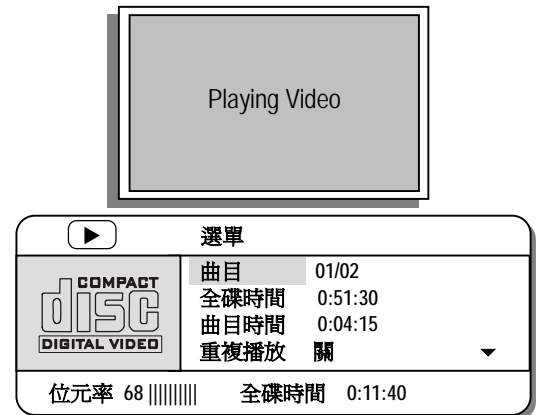 Playing Video
選單
COMPACT
disc
DIGITAL VIDEO
曲目 01/02
全碟時間 0:51:30
曲目時間 0:04:15
重複播放 關
位元率 68 ||||||||| 全碟時間 0:11:40